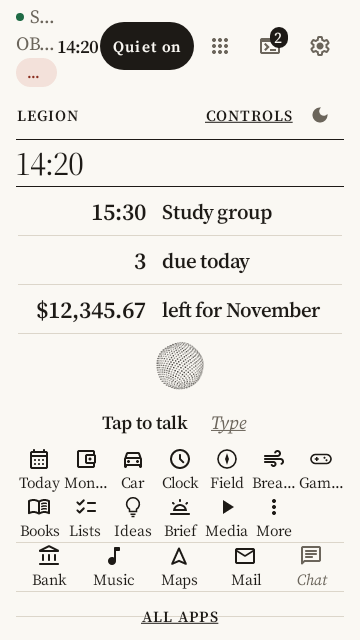 S...
OB... 14:20 Quiet on 2
...
LEGION CONTROLS
14:20
15:30 Study group
3 due today
$12,345.67 left for November
Tap to talk Type
Today Mon... Car Clock Field Brea... Gam...
Books Lists Ideas Brief Media More
Bank Music Maps Mail Chat
ALL APPS